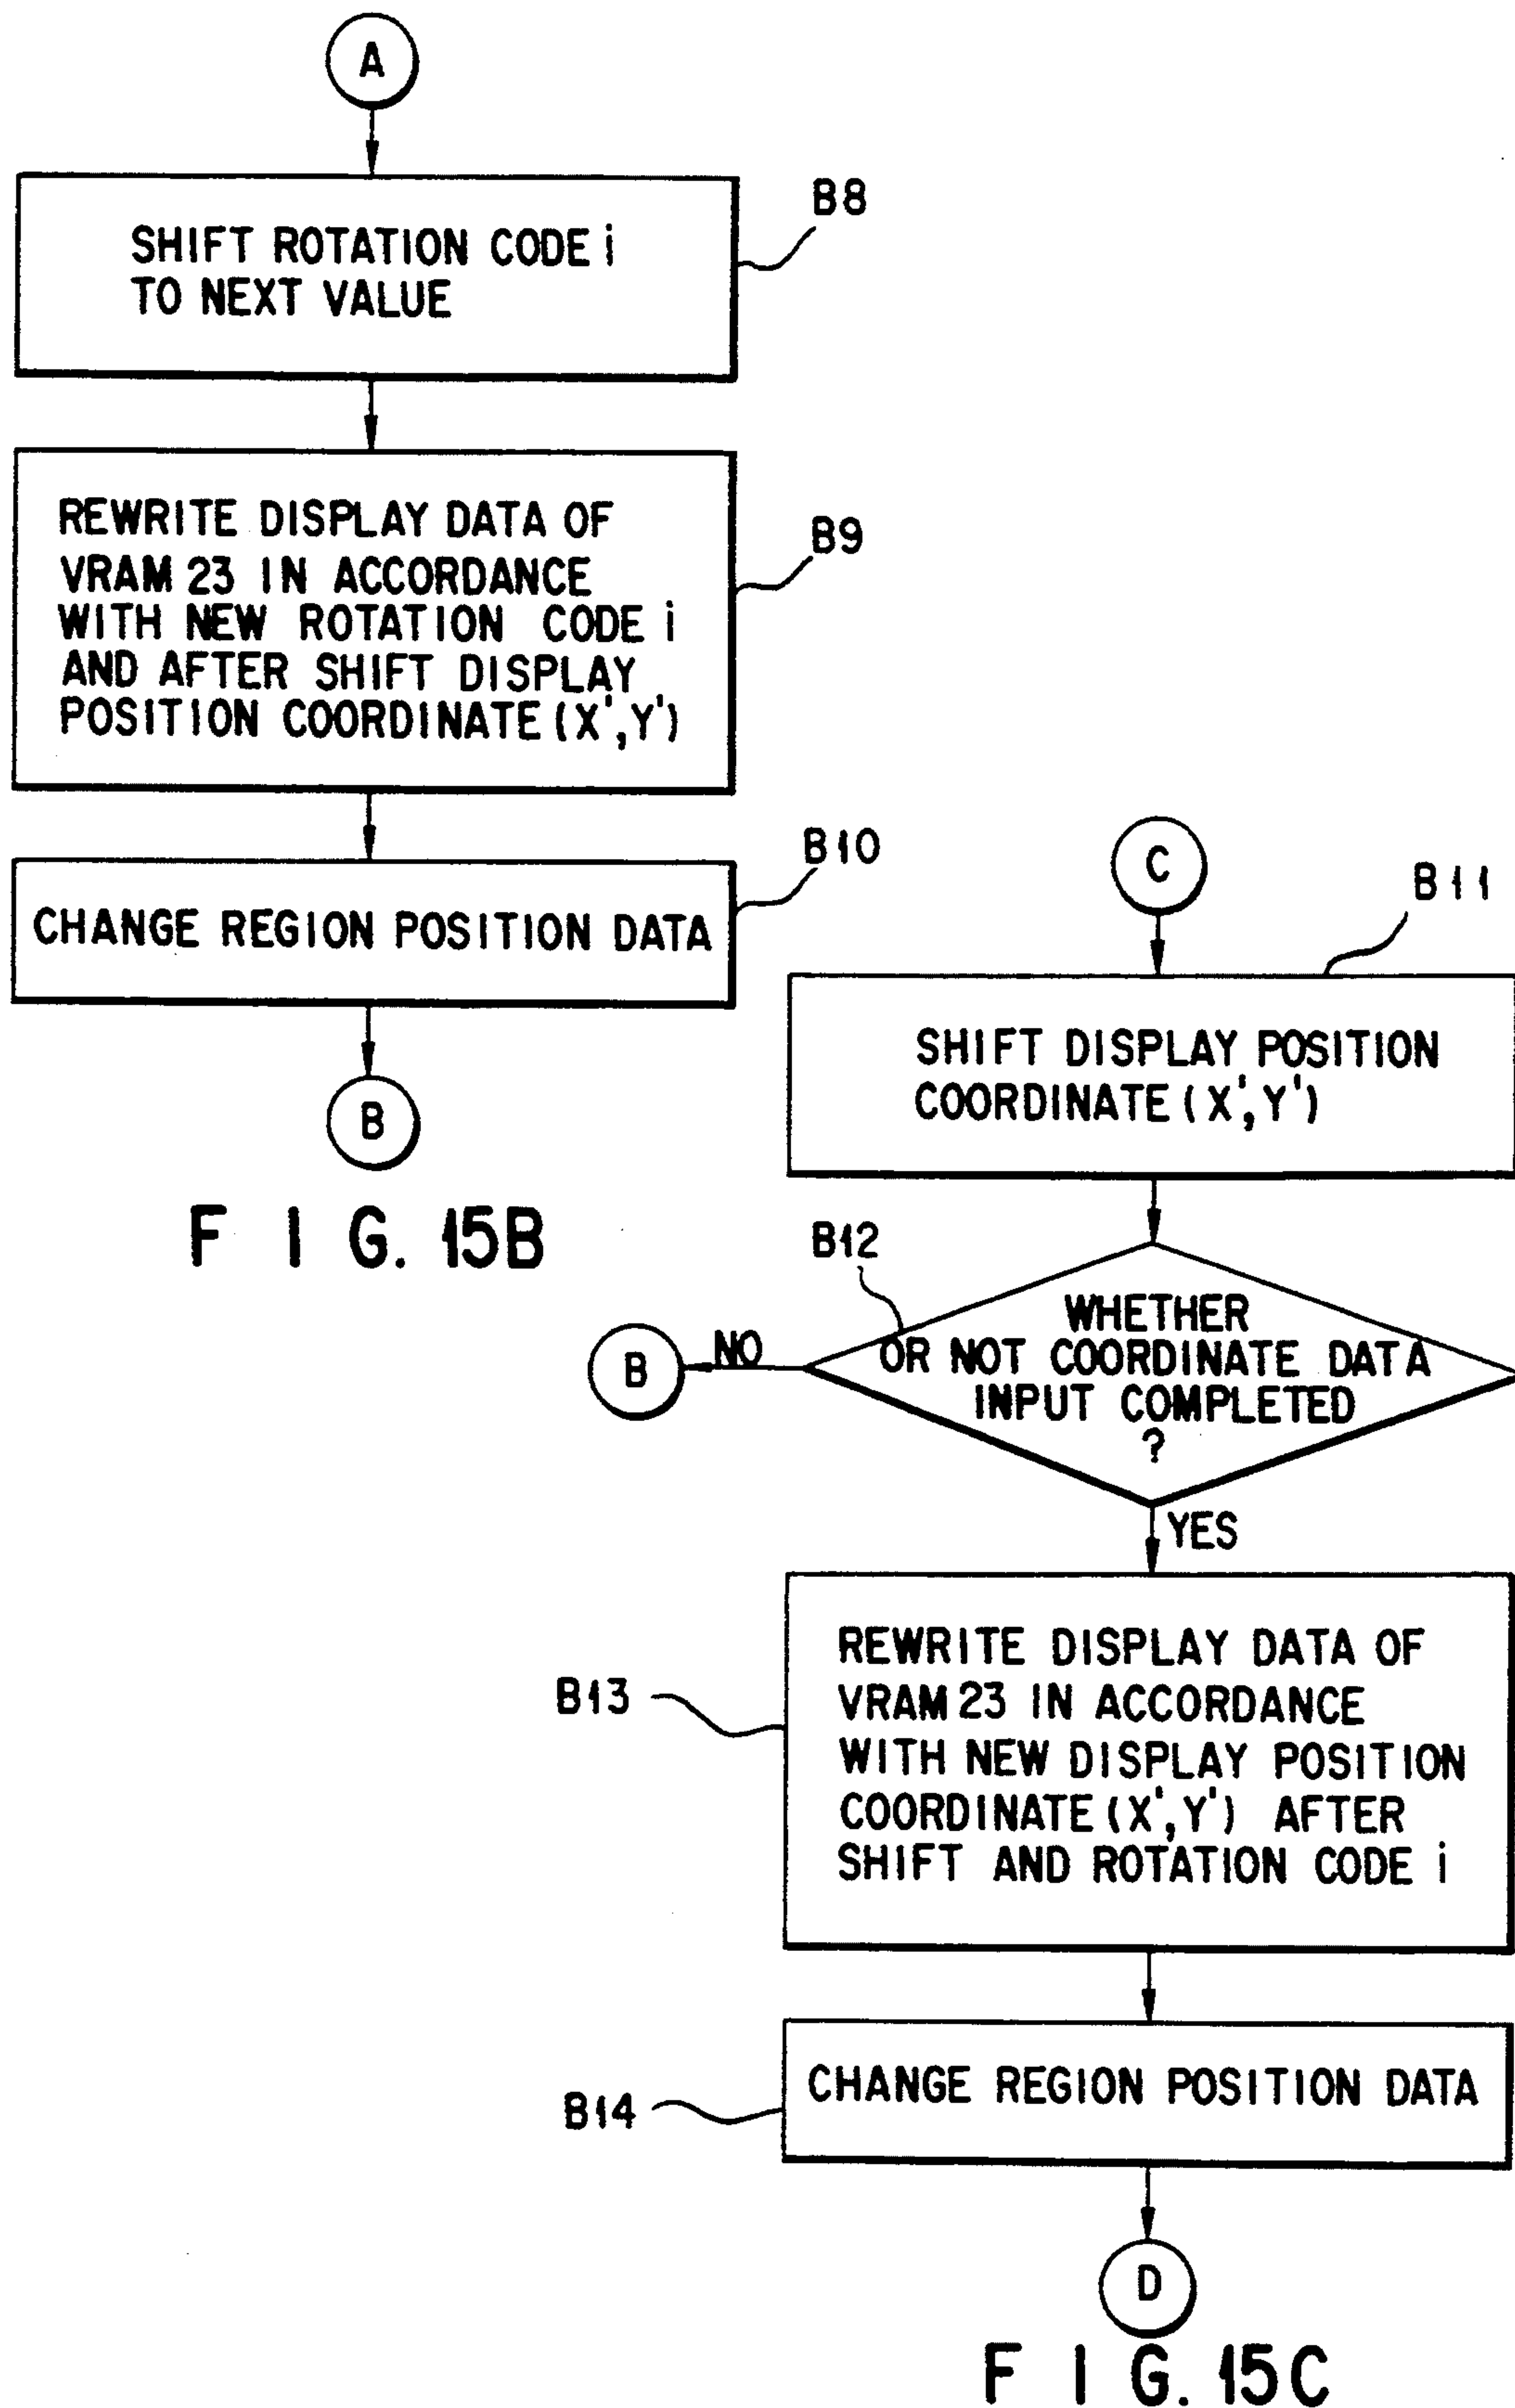 A
B8
SHIFT ROTATION CODE i
TO NEXT VALUE
B9
REWRITE DISPLAY DATA OF
VRAM 23 IN ACCORDANCE
WITH NEW ROTATION CODE i
AND AFTER SHIFT DISPLAY
POSITION COORDINATE (X',Y')
B10
CHANGE REGION POSITION DATA
B
FIG. 15B
C
B11
SHIFT DISPLAY POSITION
COORDINATE (X',Y')
B12
WHETHER
OR NOT COORDINATE DATA
INPUT COMPLETED
?
NO
B
YES
B13
REWRITE DISPLAY DATA OF
VRAM 23 IN ACCORDANCE
WITH NEW DISPLAY POSITION
COORDINATE (X',Y') AFTER
SHIFT AND ROTATION CODE i
B14
CHANGE REGION POSITION DATA
D
FIG. 15C